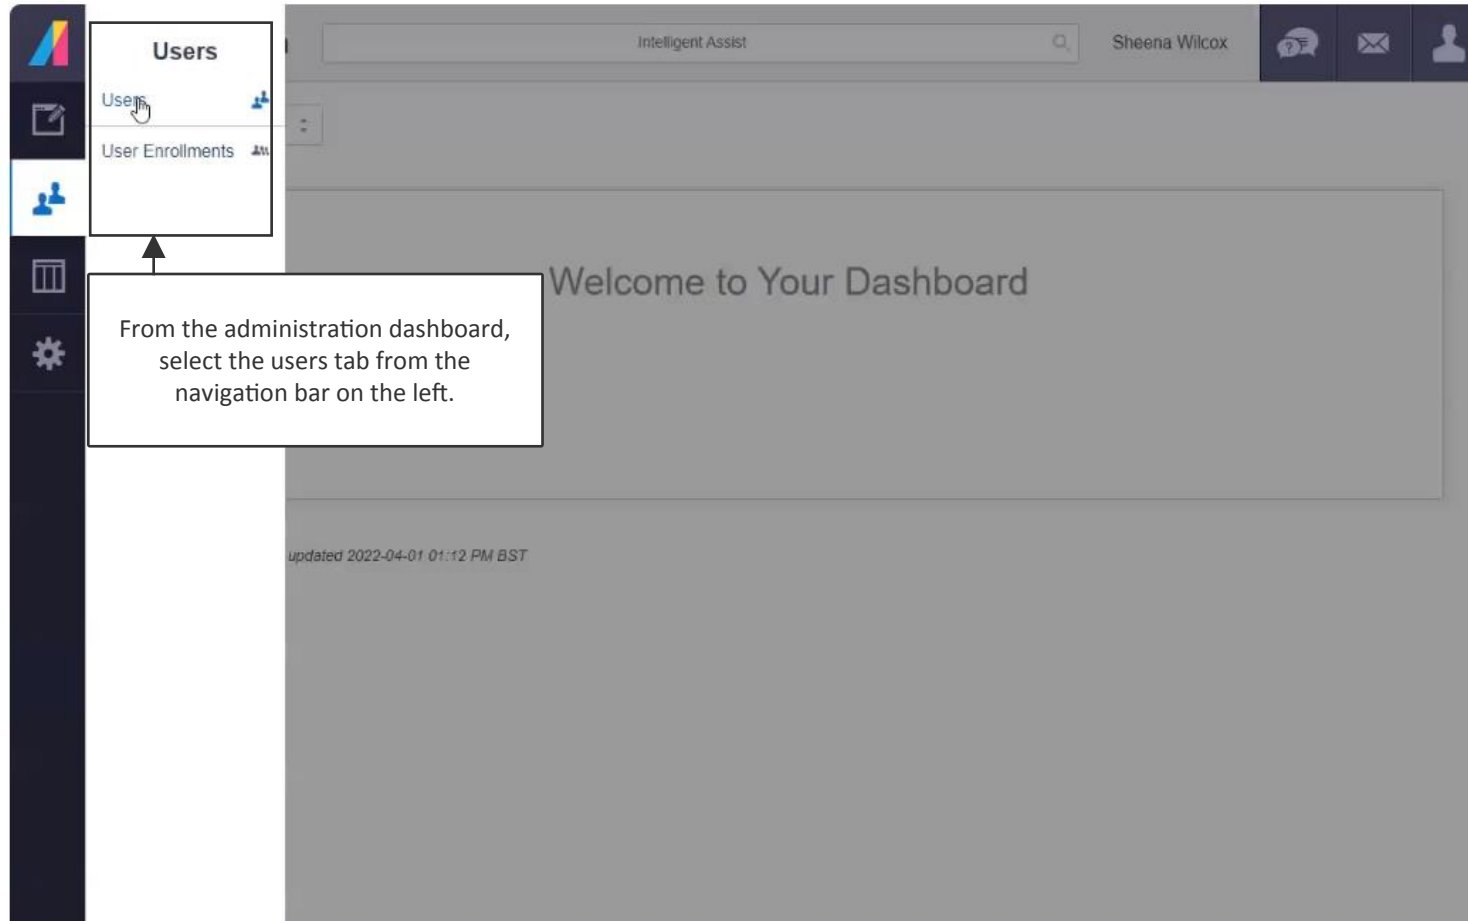 Users
Intelligent Assist
Sheena Wilcox
Users
User Enrollments
Welcome to Your Dashboard
From the administration dashboard,
select the users tab from the
navigation bar on the left.
updated 2022-04-01 01:12 PM BST